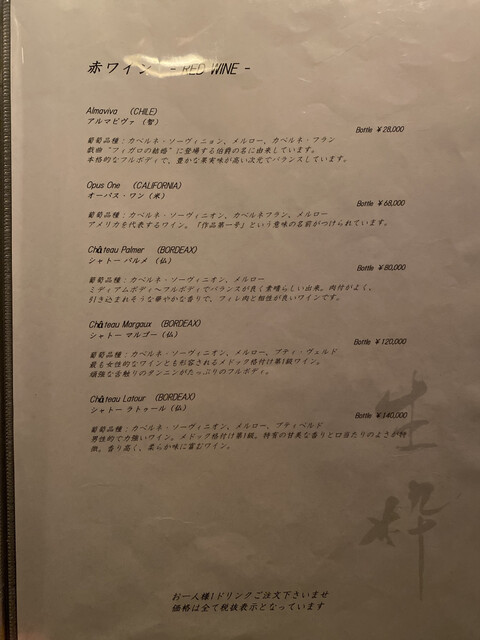 赤ワイン - RED WINE -
Almaviva (CHILE)
アルマビヴァ (智)
Bottle ¥28,000
葡萄品種：カベルネ・ソーヴィニョン、メルロー、カベルネ・フラン
戯曲"フィガロの結婚"に登場する伯爵の名に由来しています。
本格的なフルボディで、豊かな果実味が高い次元でバランスしています。
Opus One (CALIFORNIA)
オーパス・ワン (米)
Bottle ¥68,000
葡萄品種：カベルネ・ソーヴィニオン、カベルネフラン、メルロー
アメリカを代表するワイン。「作品第一号」という意味の名前がつけられています。
Château Palmer (BORDEAX)
シャトー パルメ (仏)
Bottle ¥80,000
葡萄品種：カベルネ・ソーヴィニオン、メルロー
ミディアムボディ～フルボディでバランスが良く素晴らしい出来。肉付がよく、
引き込まれそうな華やかな香りで、フィレ肉と相性が良いワインです。
Château Margaux (BORDEAX)
シャトー マルゴー (仏)
Bottle ¥120,000
葡萄品種：カベルネ・ソーヴィニオン、メルロー、プティ・ヴェルド
最も女性的なワインとも形容されるメドック格付け第1級ワイン。
頑強な舌触りのタンニンがたっぷりのフルボディ。
Château Latour (BORDEAX)
シャトー ラトゥール (仏)
Bottle ¥140,000
葡萄品種：カベルネ・ソーヴィニオン、メルロー、プティベルド
男性的で力強いワイン。メドック格付け第1級。特有の甘美な香りと口当たりのよさが特
徴。香り高く、柔らか味に富むワイン。
生
粋
お一人様1ドリンクご注文下さいませ
価格は全て税抜表示となっています